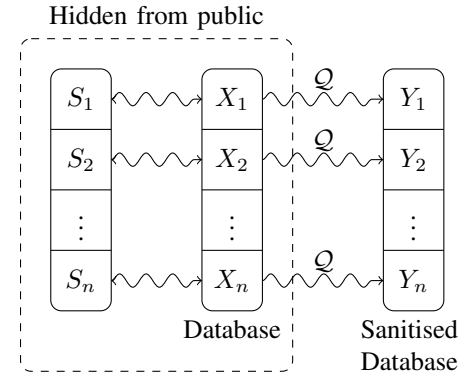 Hidden from public
S₁ X₁ 𝒬 Y₁
S₂ X₂ 𝒬 Y₂
⋮ ⋮ ⋮
Sₙ Xₙ 𝒬 Yₙ
Database Sanitised
Database